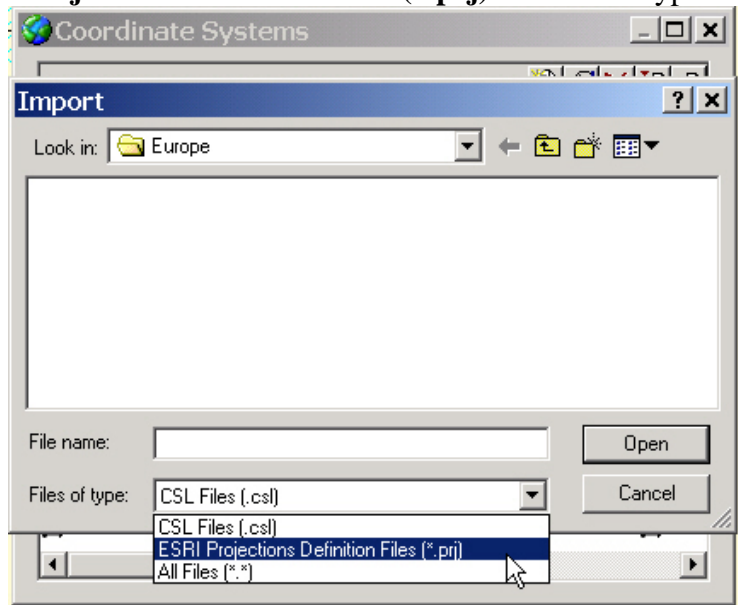 Coordinate Systems
Import
Look in: Europe
File name:
Open
Files of type: CSL Files (.csl)
Cancel
CSL Files (.csl)
ESRI Projections Definition Files (*.prj)
All Files (*.*)